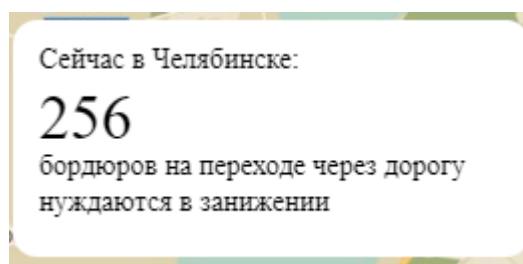 Сейчас в Челябинске:
256
бордюров на переходе через дорогу
нуждаются в занижении